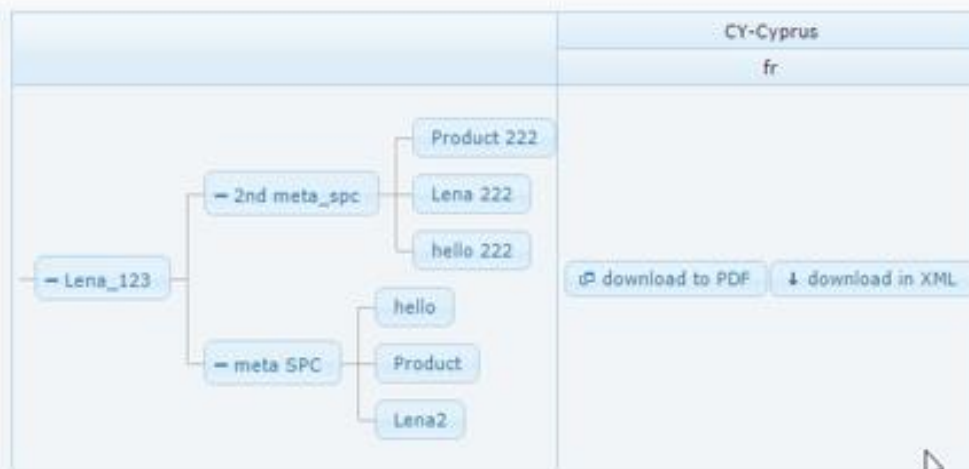 CY-Cyprus
fr
Product 222
2nd meta_spc
Lena 222
hello 222
Lena_123
download to PDF
download in XML
hello
meta SPC
Product
Lena2